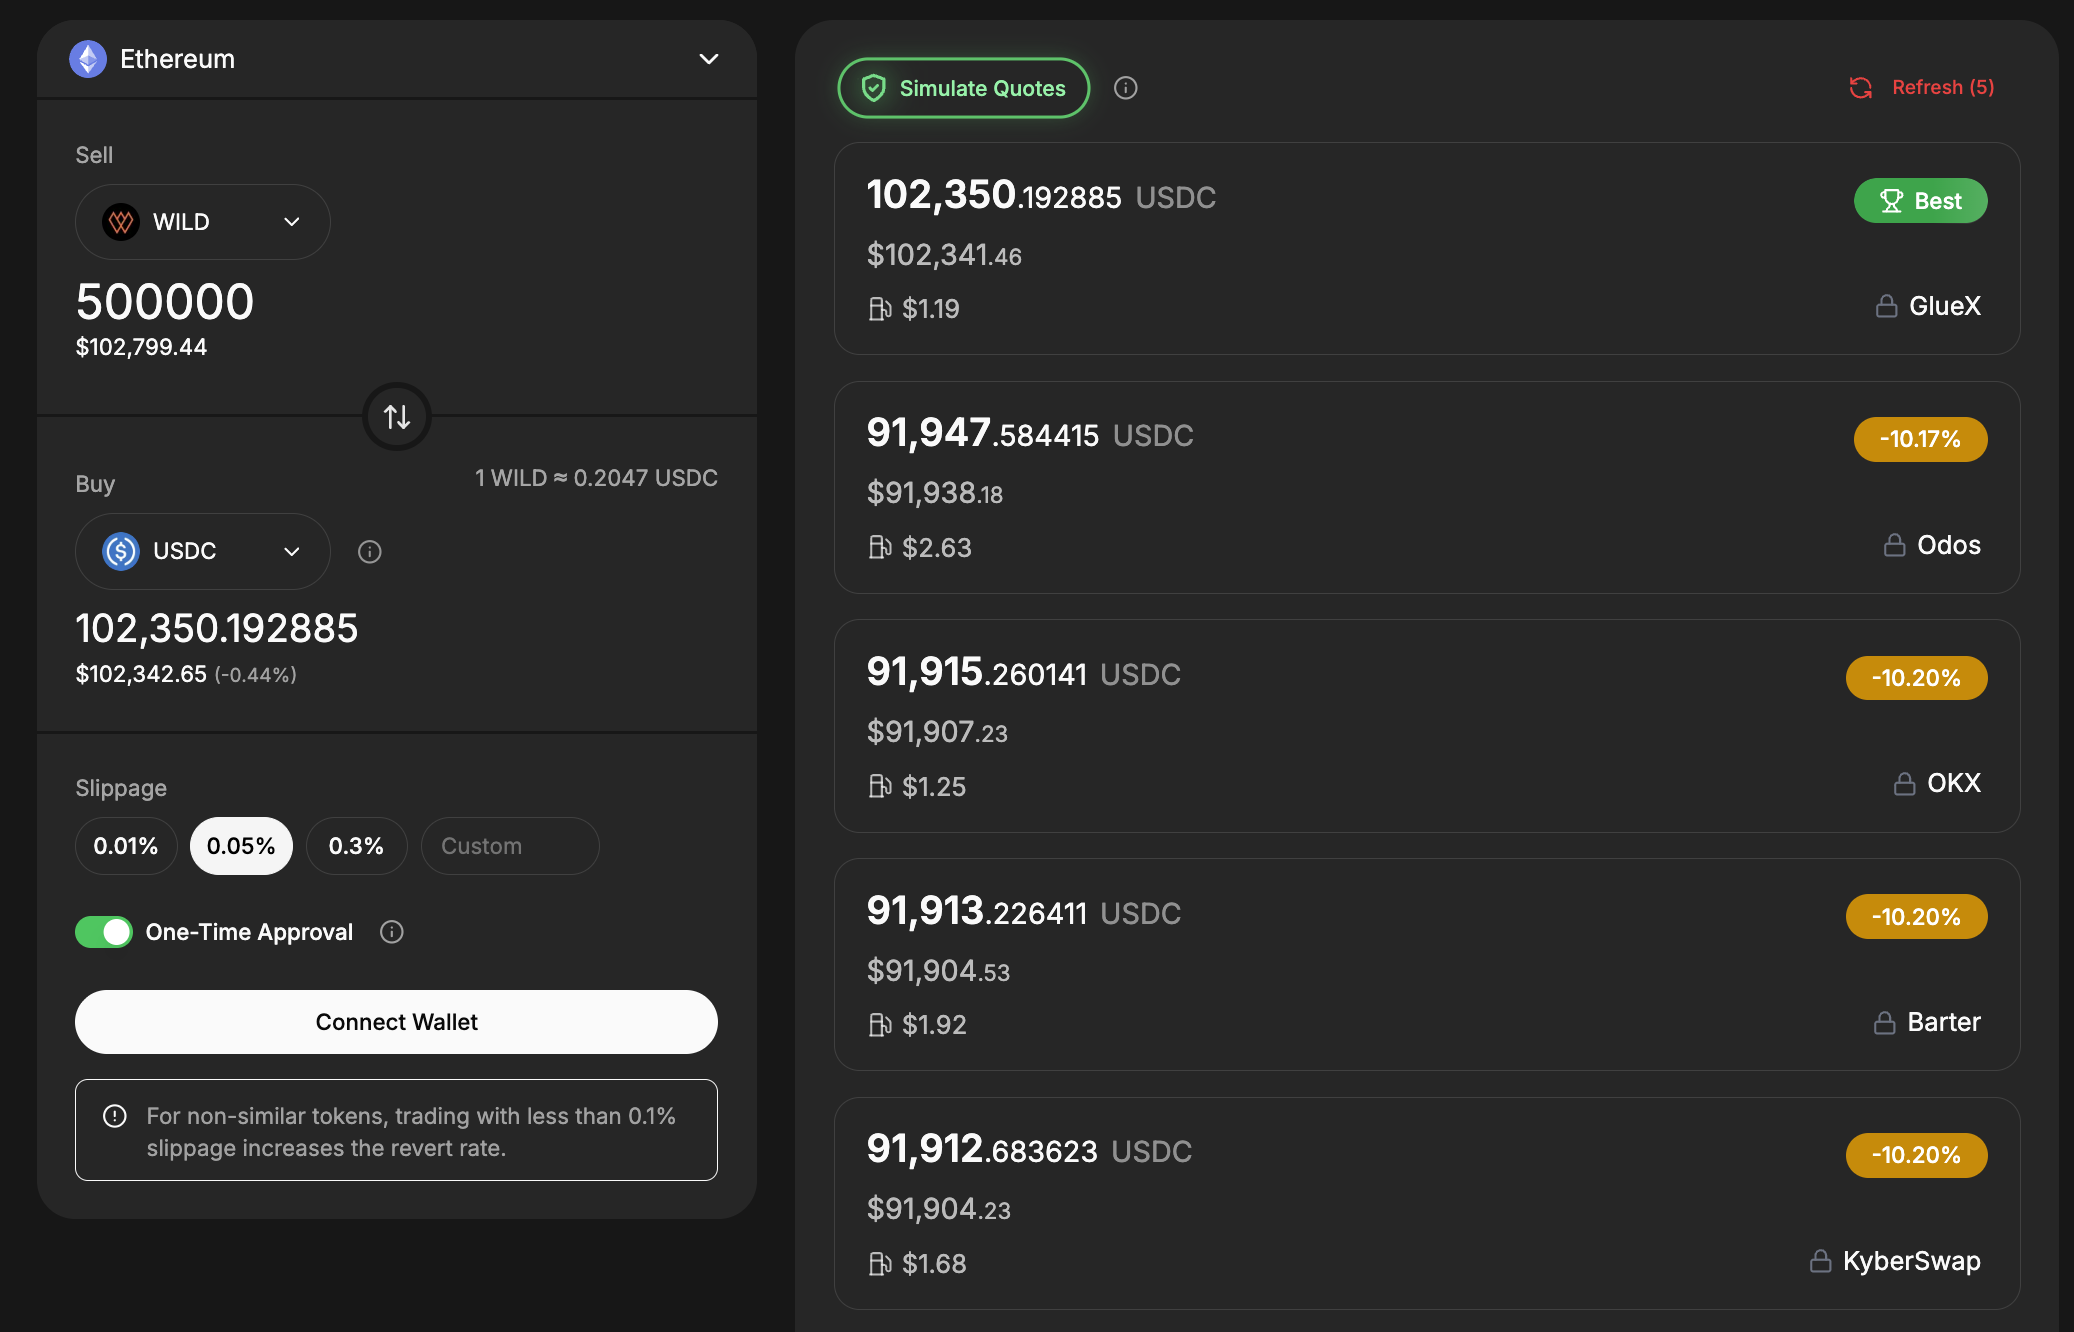 Ethereum
Sell
WILD
500000
$102,799.44
Buy
1 WILD ≈ 0.2047 USDC
USDC
102,350.192885
$102,342.65 (-0.44%)
Slippage
0.01% 0.05% 0.3% Custom
One-Time Approval
Connect Wallet
For non-similar tokens, trading with less than 0.1%
slippage increases the revert rate.
Simulate Quotes
Refresh (5)
102,350.192885 USDC
Best
$102,341.46
$1.19
GlueX
91,947.584415 USDC
-10.17%
$91,938.18
$2.63
Odos
91,915.260141 USDC
-10.20%
$91,907.23
$1.25
OKX
91,913.226411 USDC
-10.20%
$91,904.53
$1.92
Barter
91,912.683623 USDC
-10.20%
$91,904.23
$1.68
KyberSwap